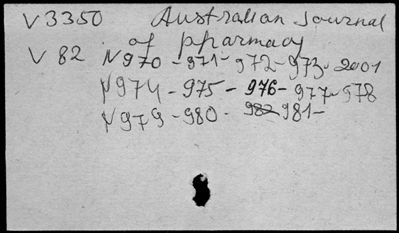 V3350 Australian Journal
of pharmacy
V 82 N970 - 971 - 972 - 973 - 2001
N974 - 975 - 976 - 977 - 978
N979 - 980 - 982 981 -